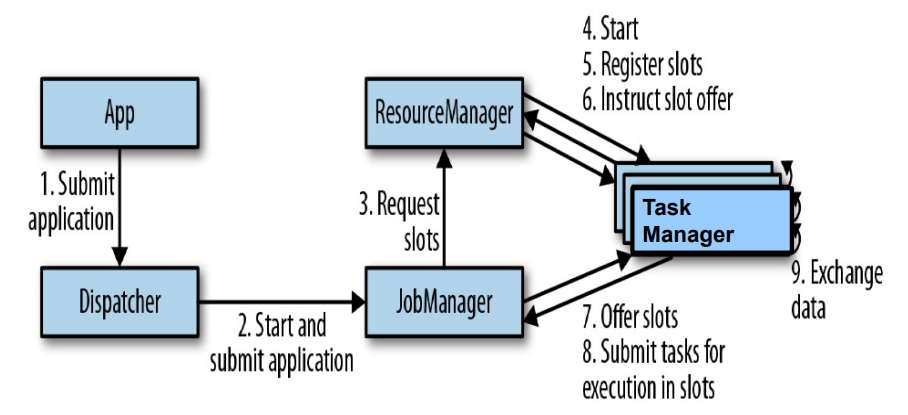 4. Start
5. Register slots
6. Instruct slot offer
App
ResourceManager
1. Submit
application
3. Request
slots
Task
Manager
Dispatcher
JobManager
9. Exchange
data
2. Start and
submit application
7. Offer slots
8. Submit tasks for
execution in slots